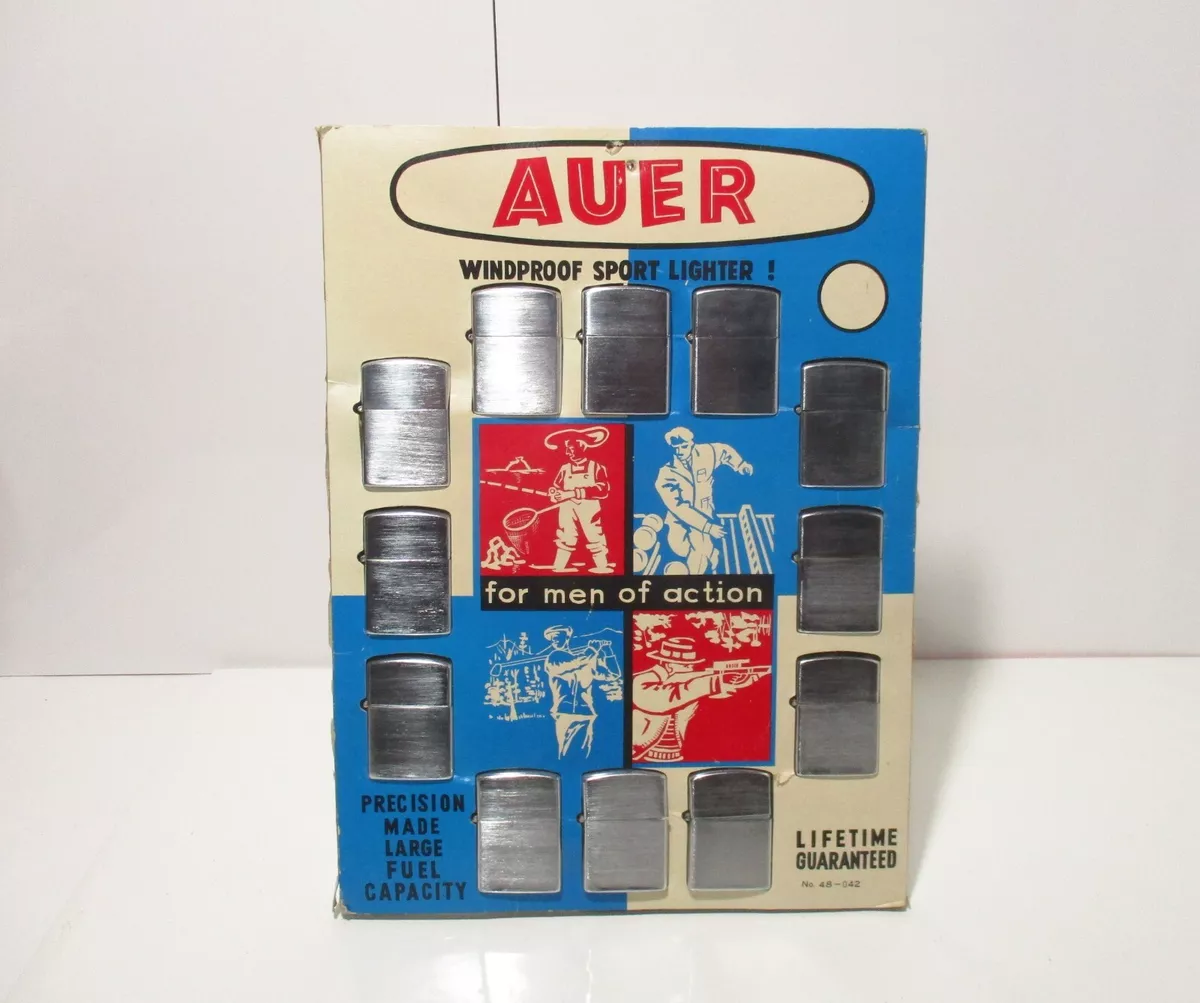 AUER
WINDPROOF SPORT LIGHTER !
for men of action
PRECISION
MADE
LARGE
FUEL
CAPACITY
LIFETIME
GUARANTEED
No. 48-042